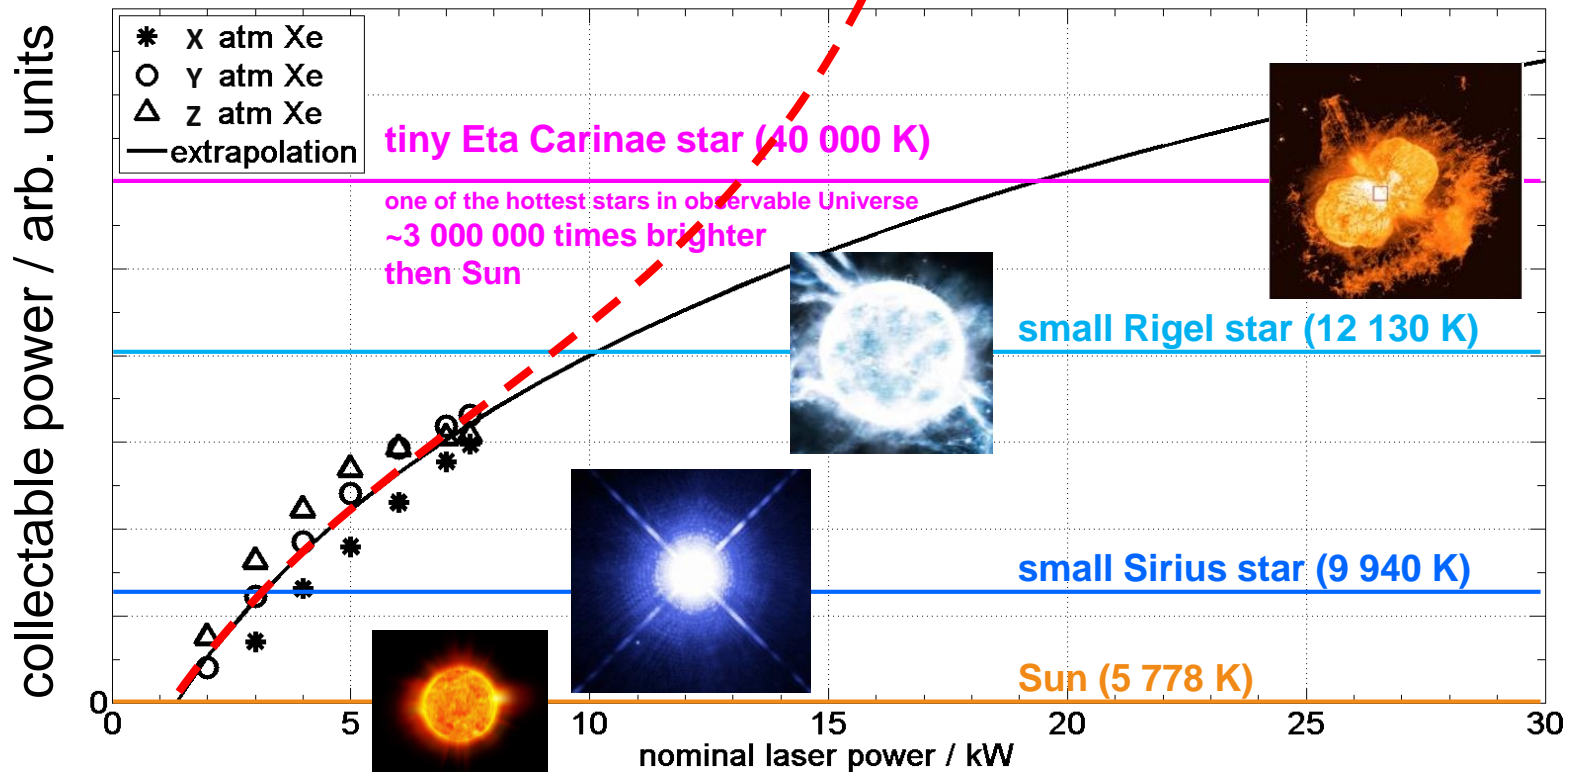 collectable power / arb. units
X atm Xe
Y atm Xe
Z atm Xe
extrapolation
tiny Eta Carinae star (40 000 K)
one of the hottest stars in observable Universe
~3 000 000 times brighter
then Sun
small Rigel star (12 130 K)
small Sirius star (9 940 K)
Sun (5 778 K)
0
0 5 10 15 20 25 30
nominal laser power / kW